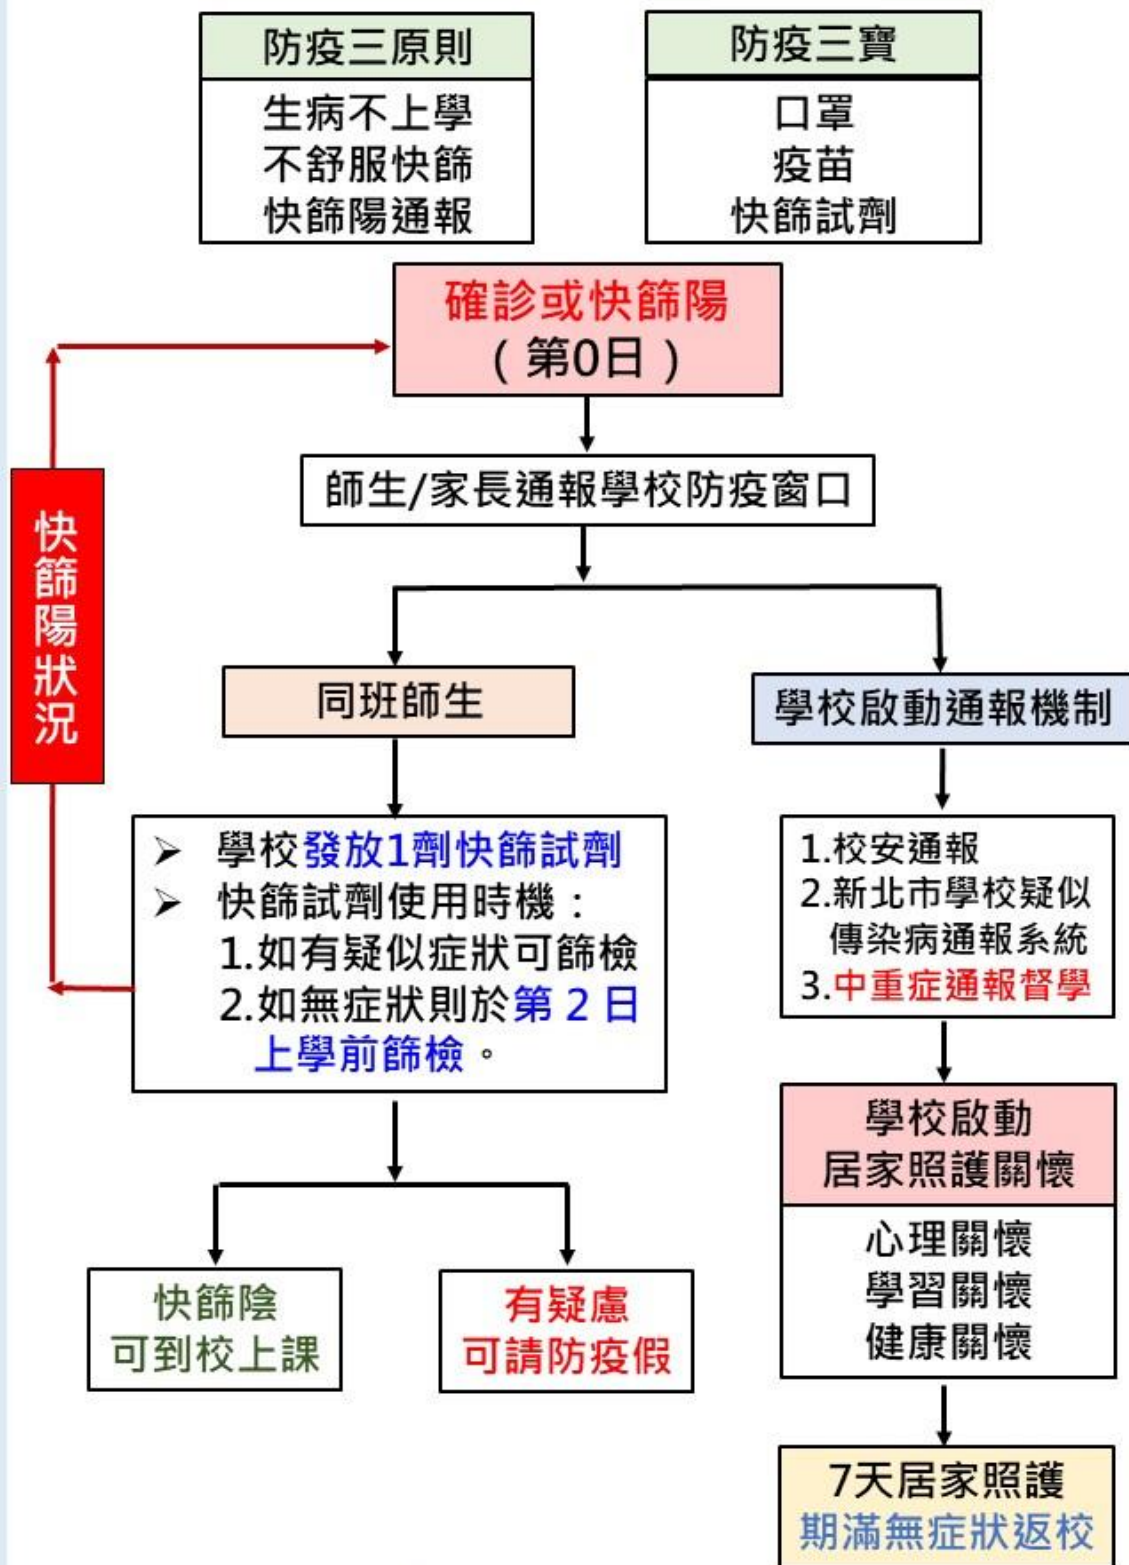 防疫三原則
生病不上學
不舒服快篩
快篩陽通報
防疫三寶
口罩
疫苗
快篩試劑
確診或快篩陽
（第0日）
師生/家長通報學校防疫窗口
快篩陽狀況
同班師生
➢ 學校發放1劑快篩試劑
➢ 快篩試劑使用時機：
1.如有疑似症狀可篩檢
2.如無症狀則於第２日
上學前篩檢。
快篩陰
可到校上課
有疑慮
可請防疫假
學校啟動通報機制
1.校安通報
2.新北市學校疑似
傳染病通報系統
3.中重症通報督學
學校啟動
居家照護關懷
心理關懷
學習關懷
健康關懷
7天居家照護
期滿無症狀返校